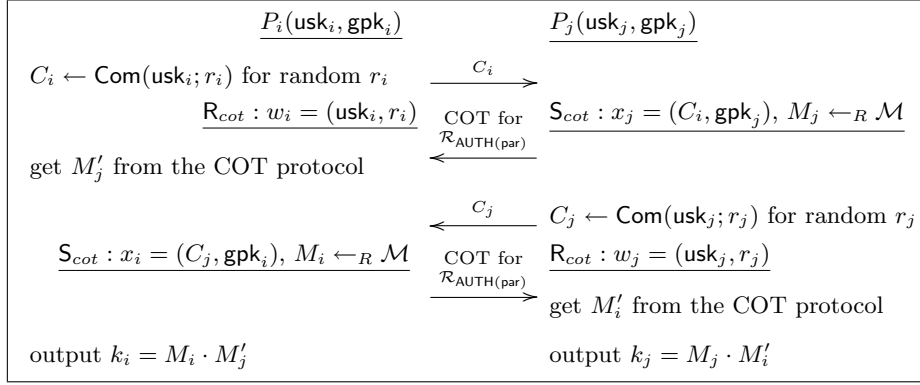 P_i(usk_i, gpk_i) P_j(usk_j, gpk_j)
C_i ← Com(usk_i; r_i) for random r_i C_i
R_cot : w_i = (usk_i, r_i) COT for R_AUTH(par) S_cot : x_j = (C_i, gpk_j), M_j ←_R M
get M'_j from the COT protocol
C_j C_j ← Com(usk_j; r_j) for random r_j
S_cot : x_i = (C_j, gpk_i), M_i ←_R M COT for R_AUTH(par) R_cot : w_j = (usk_j, r_j)
get M'_i from the COT protocol
output k_i = M_i · M'_j output k_j = M_j · M'_i